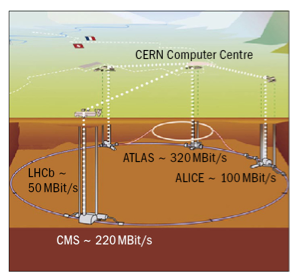 CERN Computer Centre
ATLAS ~ 320 MBit/s
LHCb ~
50 MBit/s
ALICE ~ 100 MBit/s
CMS ~ 220 MBit/s